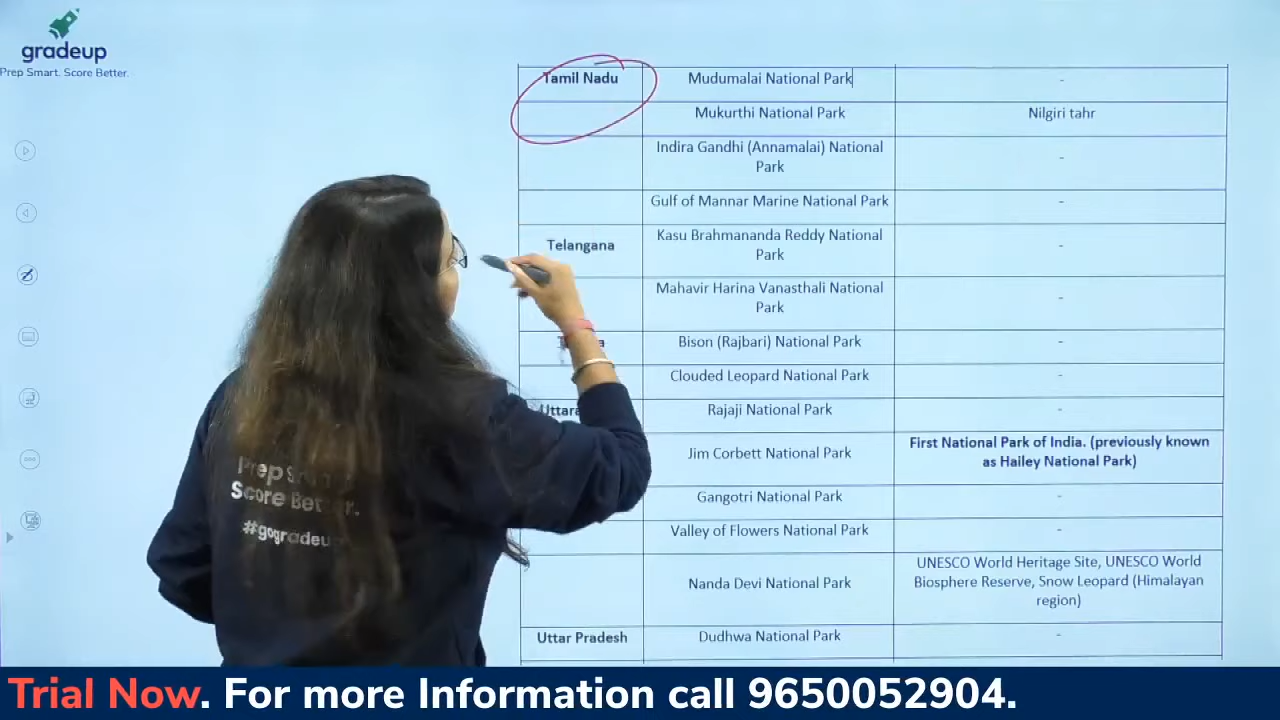 gradeup
Prep Smart. Score Better.
Tamil Nadu
Mudumalai National Park
-
Mukurthi National Park
Nilgiri tahr
Indira Gandhi (Annamalai) National
Park
-
Gulf of Mannar Marine National Park
-
Telangana
Kasu Brahmananda Reddy National
Park
-
Mahavir Harina Vanasthali National
Park
-
Bison (Rajbari) National Park
-
Clouded Leopard National Park
-
Rajaji National Park
-
Jim Corbett National Park
First National Park of India. (previously known
as Hailey National Park)
Gangotri National Park
-
Valley of Flowers National Park
-
Nanda Devi National Park
UNESCO World Heritage Site, UNESCO World
Biosphere Reserve, Snow Leopard (Himalayan
region)
Uttar Pradesh
Dudhwa National Park
-
Prep
Score
#gogradeup
Trial Now. For more Information call 9650052904.